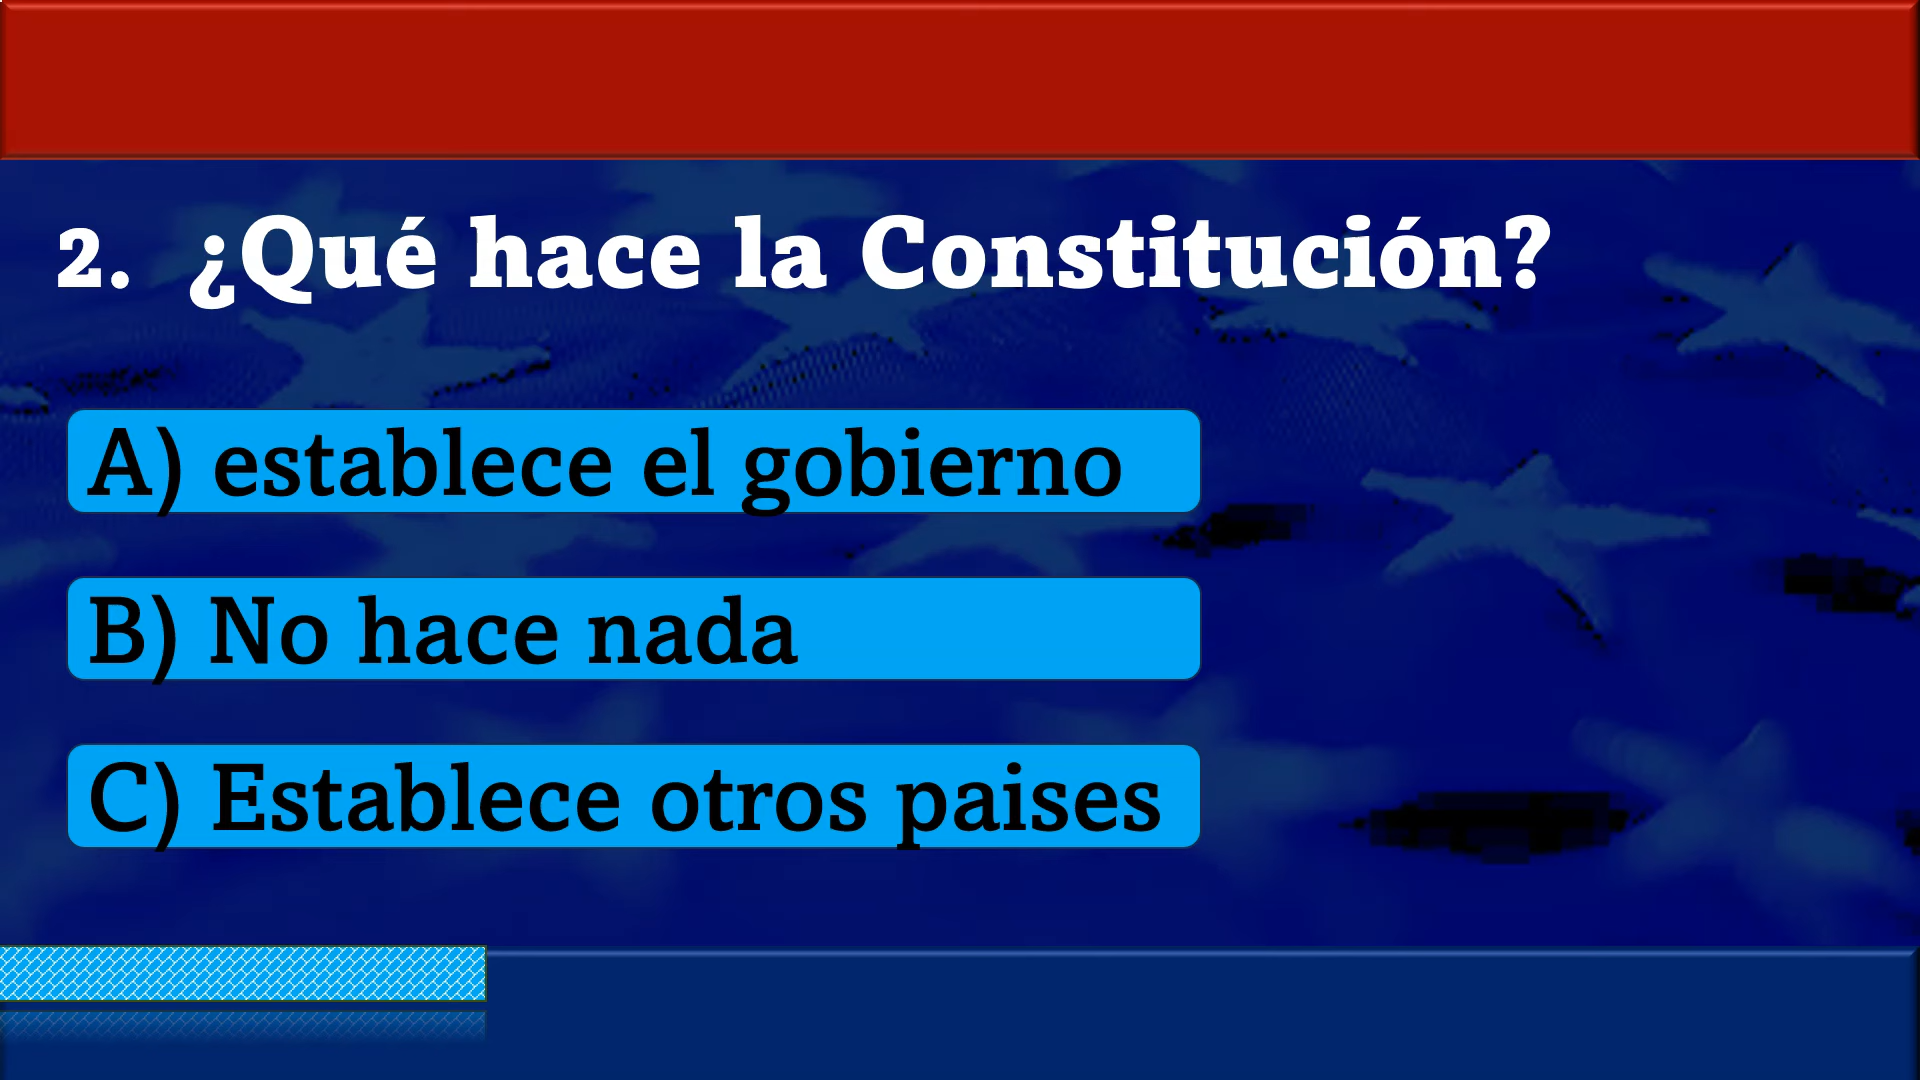 2. ¿Qué hace la Constitución?
A) establece el gobierno
B) No hace nada
C) Establece otros paises